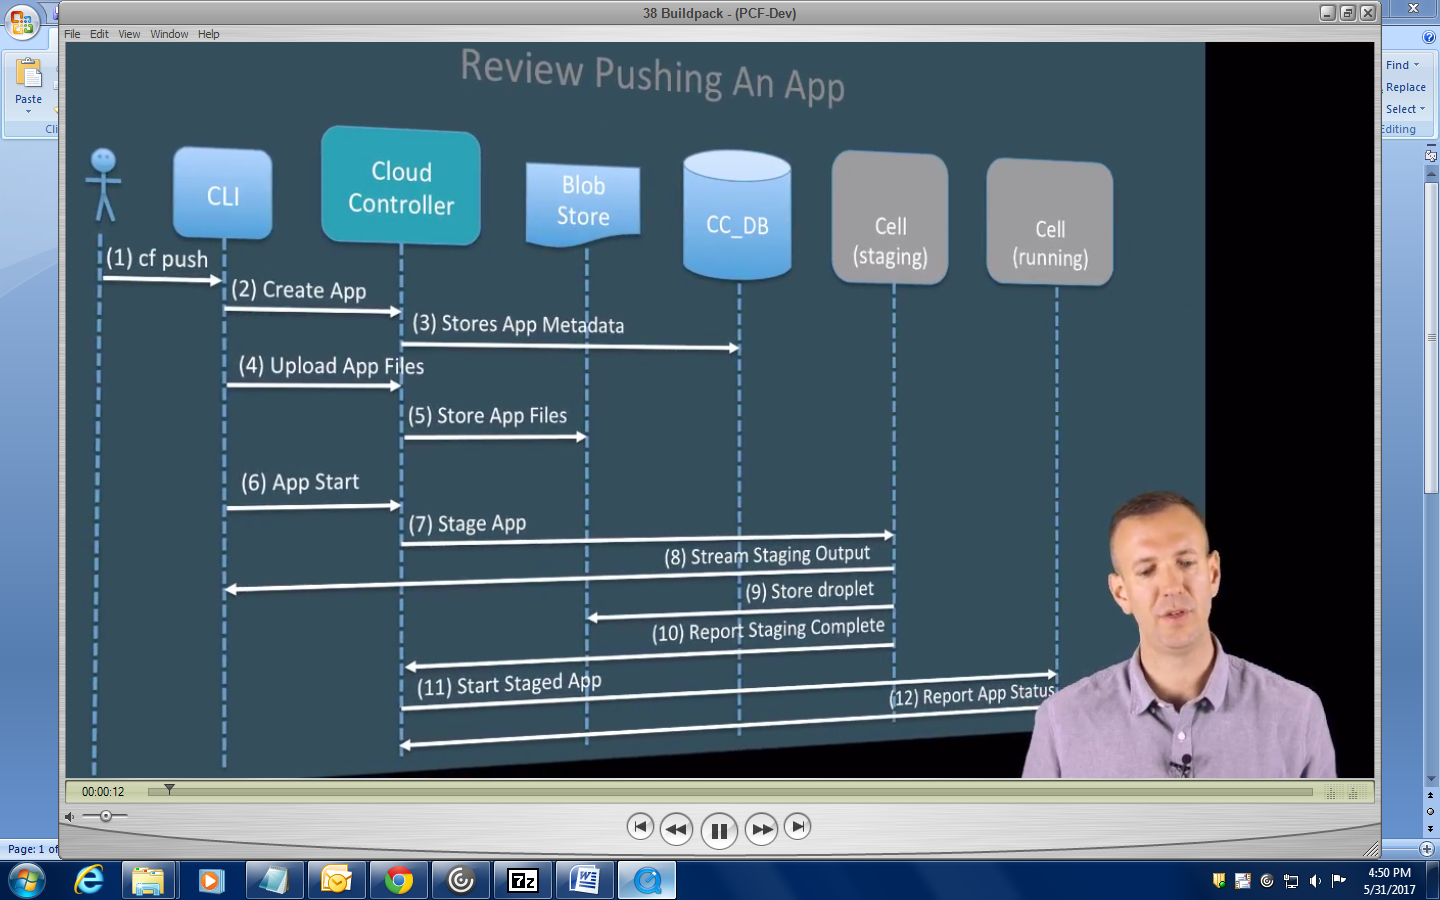 38 Buildpack - (PCF-Dev)
File Edit View Window Help
Paste
Find
Replace
Select
Editing
Review Pushing An App
CLI
Cloud
Controller
Blob
Store
CC_DB
Cell
(staging)
Cell
(running)
(1) cf push
(2) Create App
(3) Stores App Metadata
(4) Upload App Files
(5) Store App Files
(6) App Start
(7) Stage App
(8) Stream Staging Output
(9) Store droplet
(10) Report Staging Complete
(11) Start Staged App
(12) Report App Status
00:00:12
Page: 1 of
7z
4:50 PM
5/31/2017